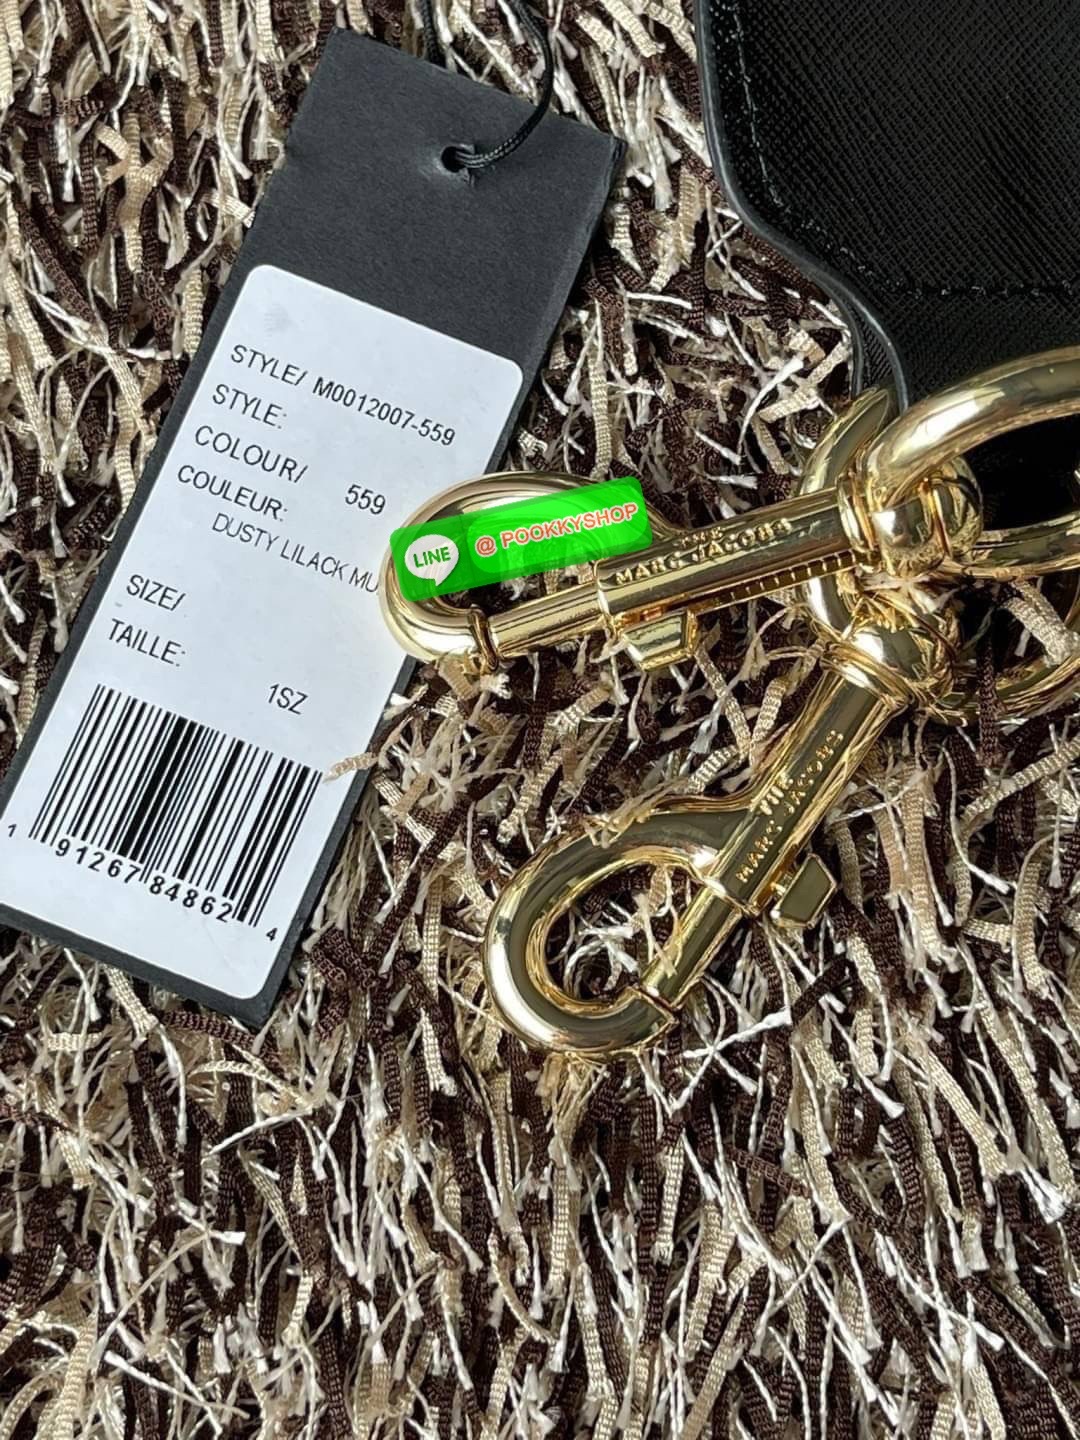 STYLE/ M0012007-559
STYLE:
COLOUR/ 559
COULEUR:
DUSTY LILACK MU
SIZE/
TAILLE:
1SZ
1 91267 84862 4
LINE @ POOKKYSHOP
MARC JACOBS
THE
MARC JACOBS